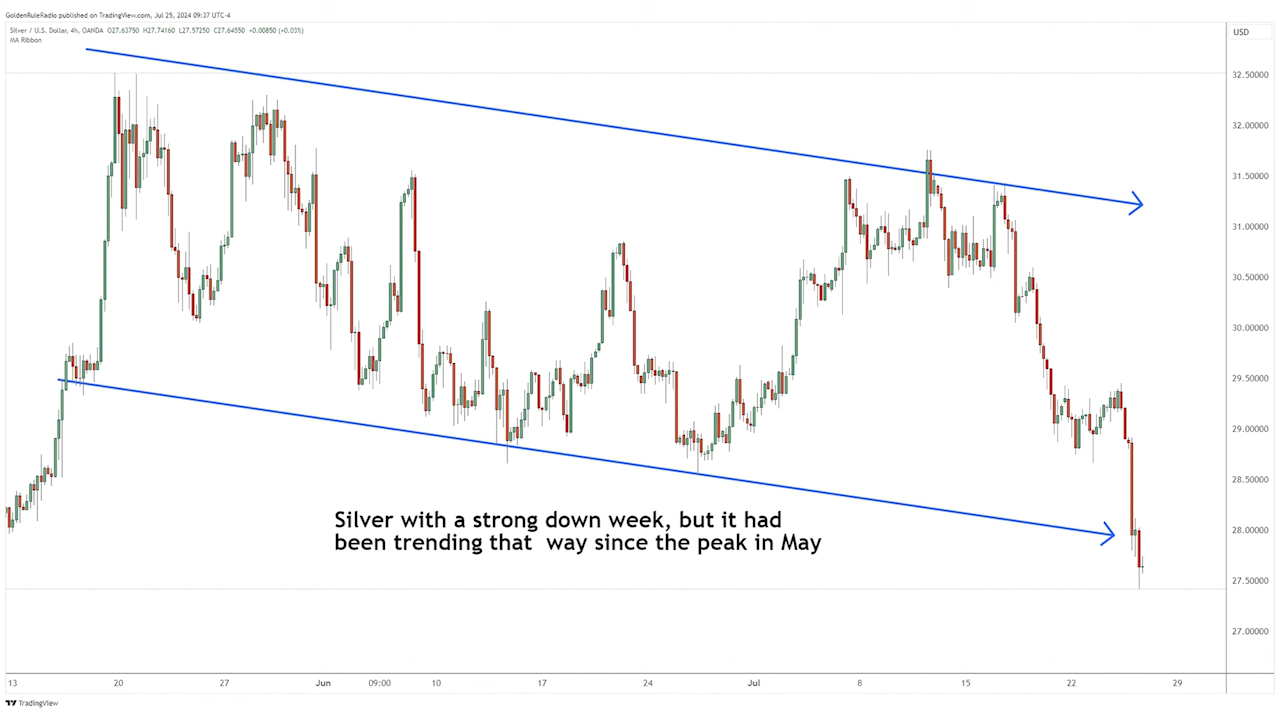 GoldenRuleRadio published on TradingView.com, Jul 25, 2024 09:37 UTC-4
Silver / U.S. Dollar, 4h, OANDA O27.63750 H27.74160 L27.57250 C27.64550 +0.00850 (+0.03%)
MA Ribbon
USD
32.50000
32.00000
31.50000
31.00000
30.50000
30.00000
29.50000
29.00000
28.50000
28.00000
27.50000
27.00000
Silver with a strong down week, but it had
been trending that  way since the peak in May
13 20 27 Jun 09:00 10 17 24 Jul 8 15 22 29
TradingView